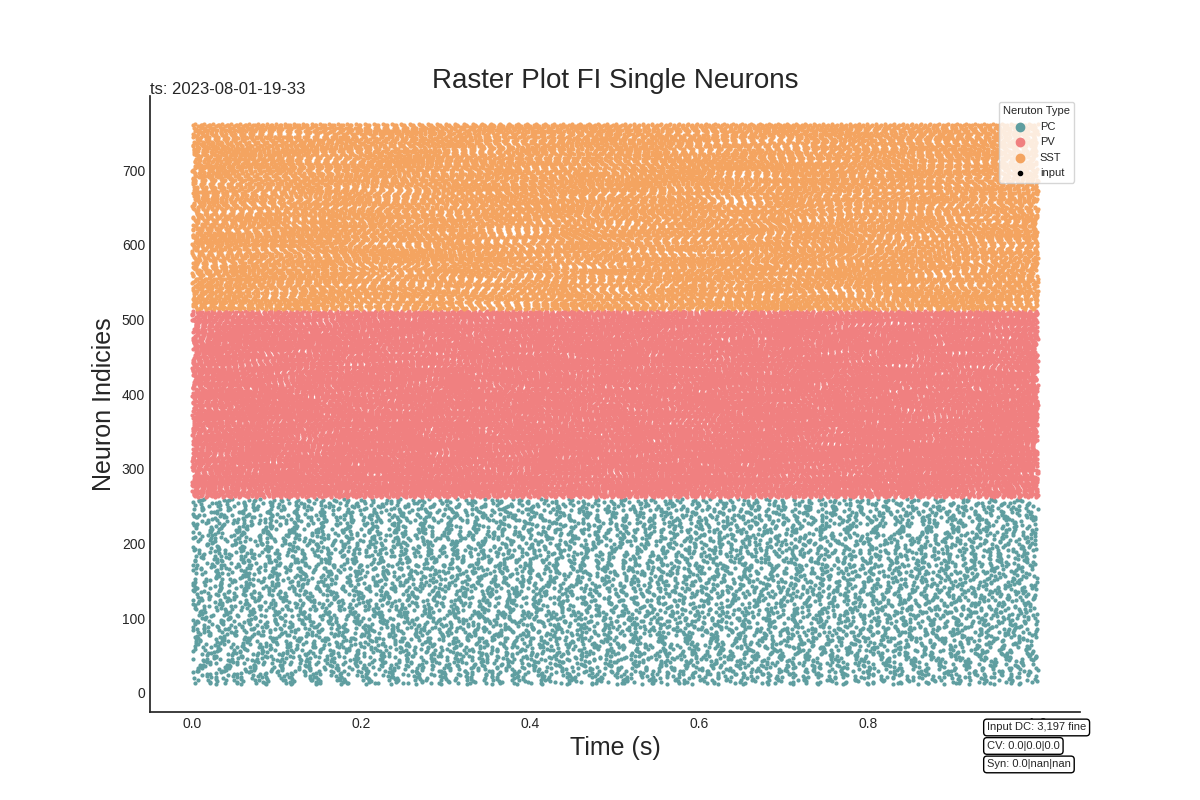 Raster Plot FI Single Neurons
ts: 2023-08-01-19-33
Neruton Type
PC
PV
SST
input
Neuron Indicies
700
600
500
400
300
200
100
0
0.0 0.2 0.4 0.6 0.8
Time (s)
Input DC: 3,197 fine
CV: 0.0|0.0|0.0
Syn: 0.0|nan|nan